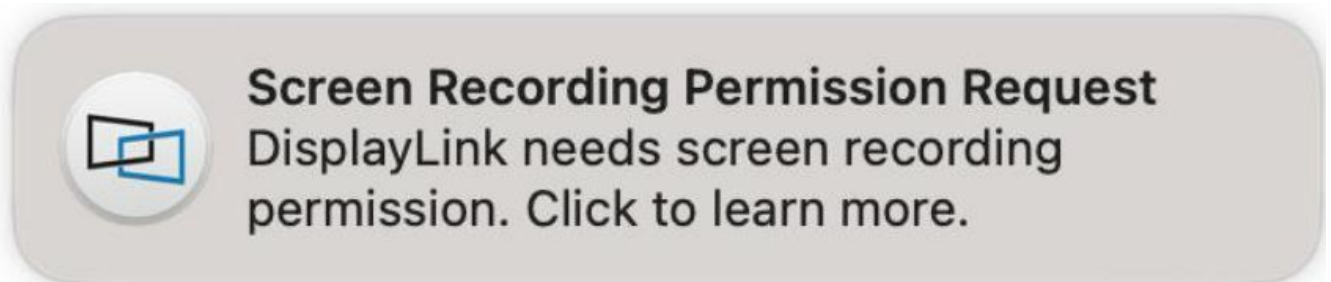 Screen Recording Permission Request
DisplayLink needs screen recording
permission. Click to learn more.